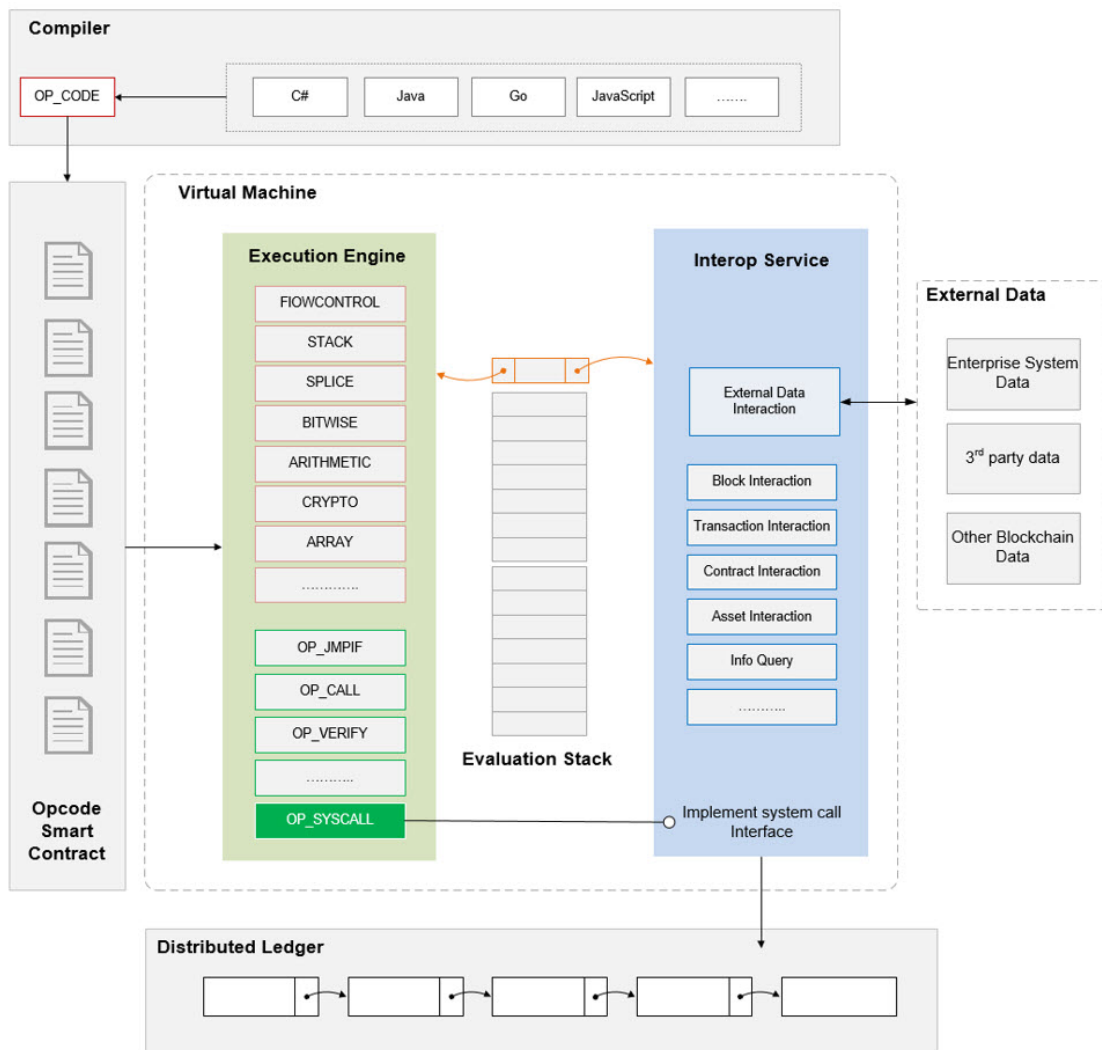 Compiler
OP_CODE
C#
Java
Go
JavaScript
…….
Virtual Machine
Execution Engine
FIOWCONTROL
STACK
SPLICE
BITWISE
ARITHMETIC
CRYPTO
ARRAY
………….
OP_JMPIF
OP_CALL
OP_VERIFY
………..
OP_SYSCALL
Evaluation Stack
Interop Service
External Data
Interaction
Block Interaction
Transaction Interaction
Contract Interaction
Asset Interaction
Info Query
………..
Implement system call
Interface
External Data
Enterprise System
Data
3rd party data
Other Blockchain
Data
Opcode
Smart
Contract
Distributed Ledger